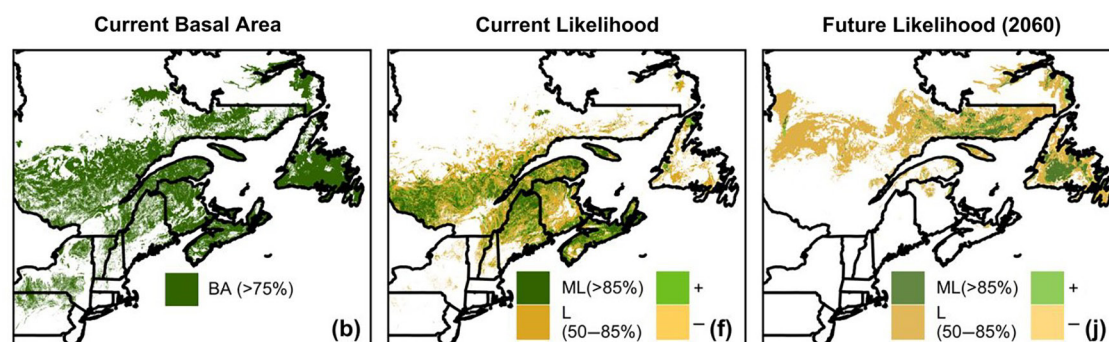 Current Basal Area
Current Likelihood
Future Likelihood (2060)
BA (>75%)
(b)
ML(>85%)
+
L
(50–85%)
–
(f)
ML(>85%)
+
L
(50–85%)
–
(j)